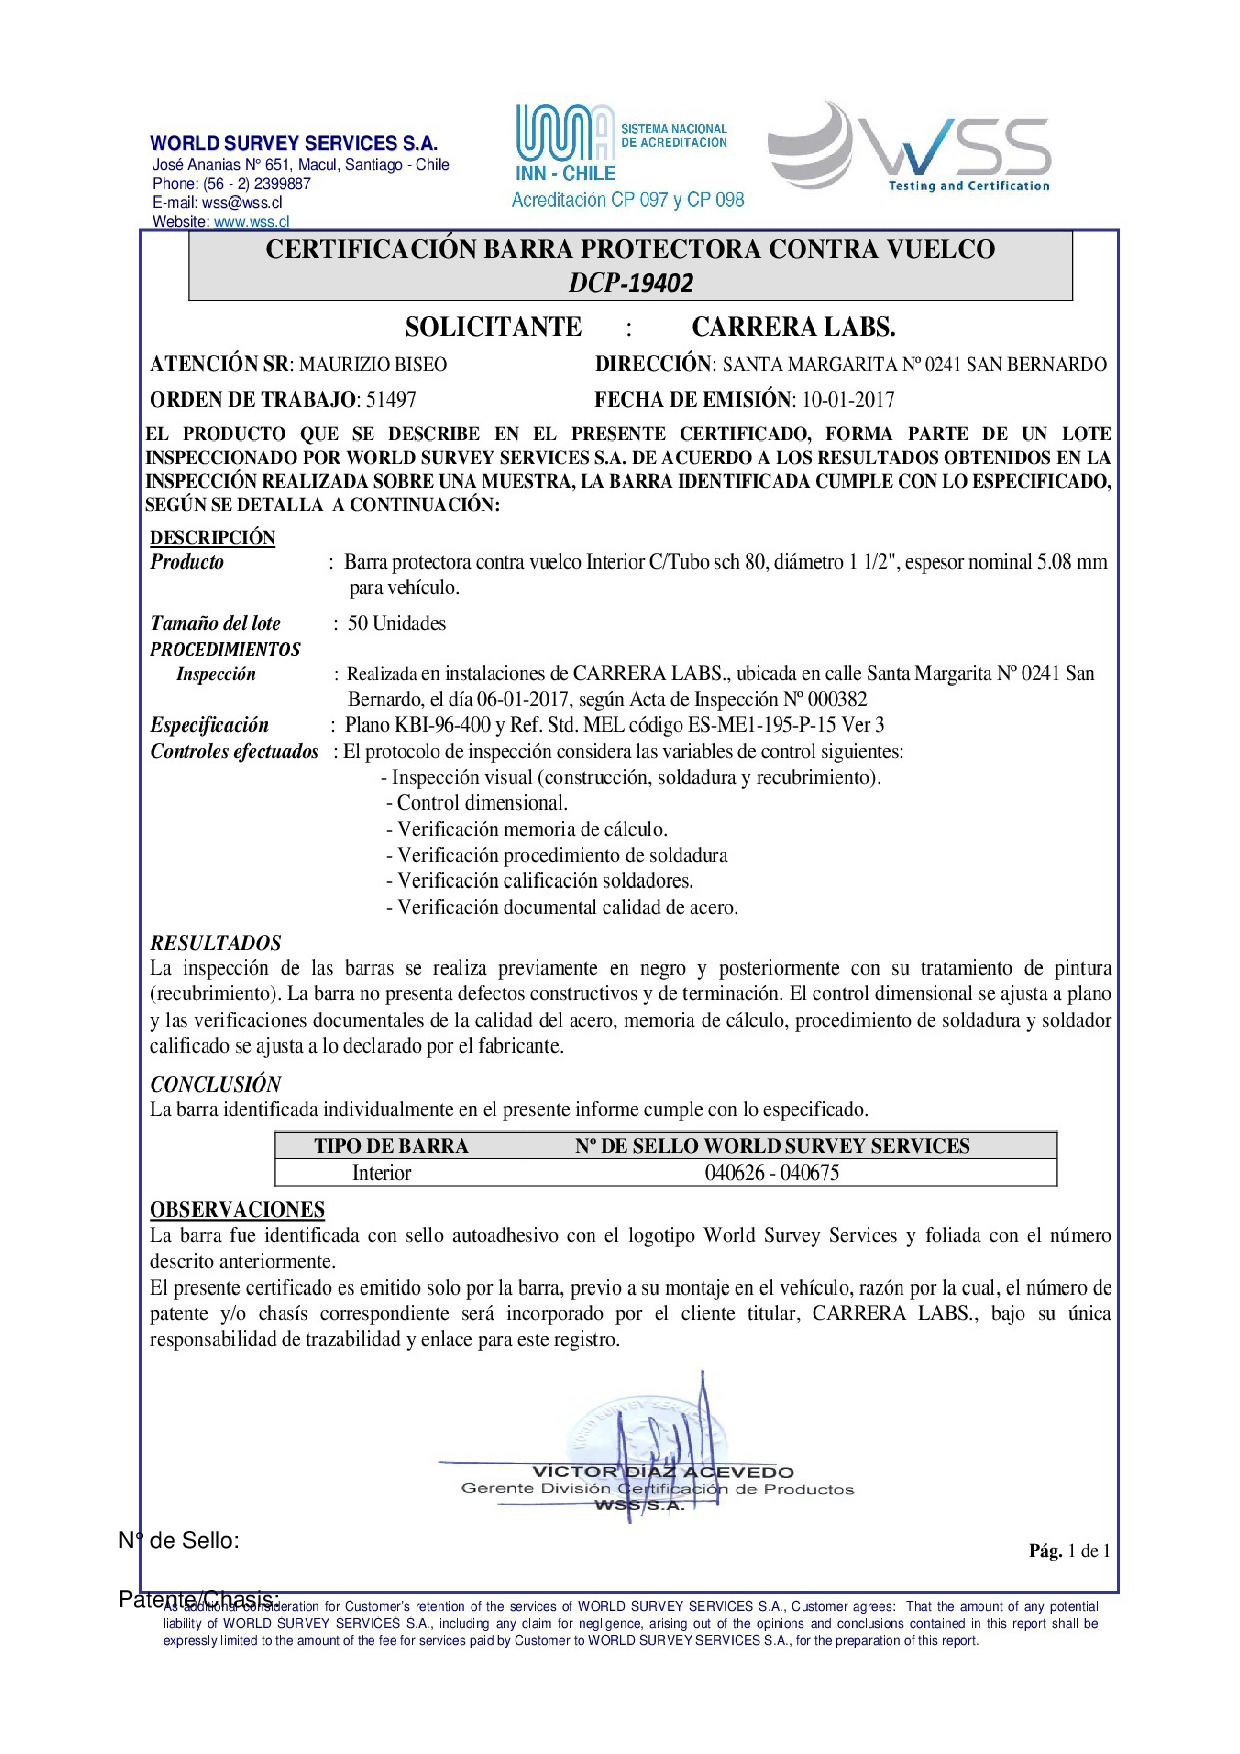 WORLD SURVEY SERVICES S.A.
José Ananias N° 651, Macul, Santiago - Chile
Phone: (56 - 2) 2399887
E-mail: wss@wss.cl
Website: www.wss.cl
SISTEMA NACIONAL
DE ACREDITACION
INN - CHILE
Acreditación CP 097 y CP 098
WSS
Testing and Certification
CERTIFICACIÓN BARRA PROTECTORA CONTRA VUELCO
DCP-19402
SOLICITANTE : CARRERA LABS.
ATENCIÓN SR: MAURIZIO BISEO DIRECCIÓN: SANTA MARGARITA Nº 0241 SAN BERNARDO
ORDEN DE TRABAJO: 51497 FECHA DE EMISIÓN: 10-01-2017
EL PRODUCTO QUE SE DESCRIBE EN EL PRESENTE CERTIFICADO, FORMA PARTE DE UN LOTE
INSPECCIONADO POR WORLD SURVEY SERVICES S.A. DE ACUERDO A LOS RESULTADOS OBTENIDOS EN LA
INSPECCIÓN REALIZADA SOBRE UNA MUESTRA, LA BARRA IDENTIFICADA CUMPLE CON LO ESPECIFICADO,
SEGÚN SE DETALLA A CONTINUACIÓN:
DESCRIPCIÓN
Producto : Barra protectora contra vuelco Interior C/Tubo sch 80, diámetro 1 1/2", espesor nominal 5.08 mm
para vehículo.
Tamaño del lote : 50 Unidades
PROCEDIMIENTOS
Inspección : Realizada en instalaciones de CARRERA LABS., ubicada en calle Santa Margarita Nº 0241 San
Bernardo, el día 06-01-2017, según Acta de Inspección Nº 000382
Especificación : Plano KBI-96-400 y Ref. Std. MEL código ES-ME1-195-P-15 Ver 3
Controles efectuados : El protocolo de inspección considera las variables de control siguientes:
- Inspección visual (construcción, soldadura y recubrimiento).
- Control dimensional.
- Verificación memoria de cálculo.
- Verificación procedimiento de soldadura
- Verificación calificación soldadores.
- Verificación documental calidad de acero.
RESULTADOS
La inspección de las barras se realiza previamente en negro y posteriormente con su tratamiento de pintura
(recubrimiento). La barra no presenta defectos constructivos y de terminación. El control dimensional se ajusta a plano
y las verificaciones documentales de la calidad del acero, memoria de cálculo, procedimiento de soldadura y soldador
calificado se ajusta a lo declarado por el fabricante.
CONCLUSIÓN
La barra identificada individualmente en el presente informe cumple con lo especificado.
TIPO DE BARRA Nº DE SELLO WORLD SURVEY SERVICES
Interior 040626 - 040675
OBSERVACIONES
La barra fue identificada con sello autoadhesivo con el logotipo World Survey Services y foliada con el número
descrito anteriormente.
El presente certificado es emitido solo por la barra, previo a su montaje en el vehículo, razón por la cual, el número de
patente y/o chasís correspondiente será incorporado por el cliente titular, CARRERA LABS., bajo su única
responsabilidad de trazabilidad y enlace para este registro.
VÍCTOR DÍAZ ACEVEDO
Gerente División Certificación de Productos
WSS S.A.
N° de Sello:
Pág. 1 de 1
Patente/Chasis:
As additional consideration for Customer's retention of the services of WORLD SURVEY SERVICES S.A., Customer agrees: That the amount of any potential
liability of WORLD SURVEY SERVICES S.A., including any claim for negligence, arising out of the opinions and conclusions contained in this report shall be
expressly limited to the amount of the fee for services paid by Customer to WORLD SURVEY SERVICES S.A., for the preparation of this report.